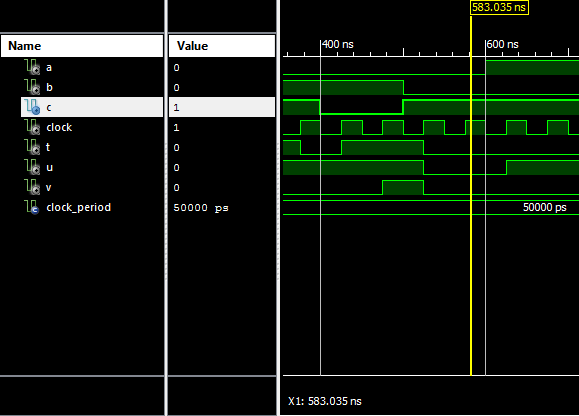 583.035 ns
Name Value 400 ns 600 ns
a 0
b 0
c 1
clock 1
t 0
u 0
v 0
clock_period 50000 ps 50000 ps
X1: 583.035 ns